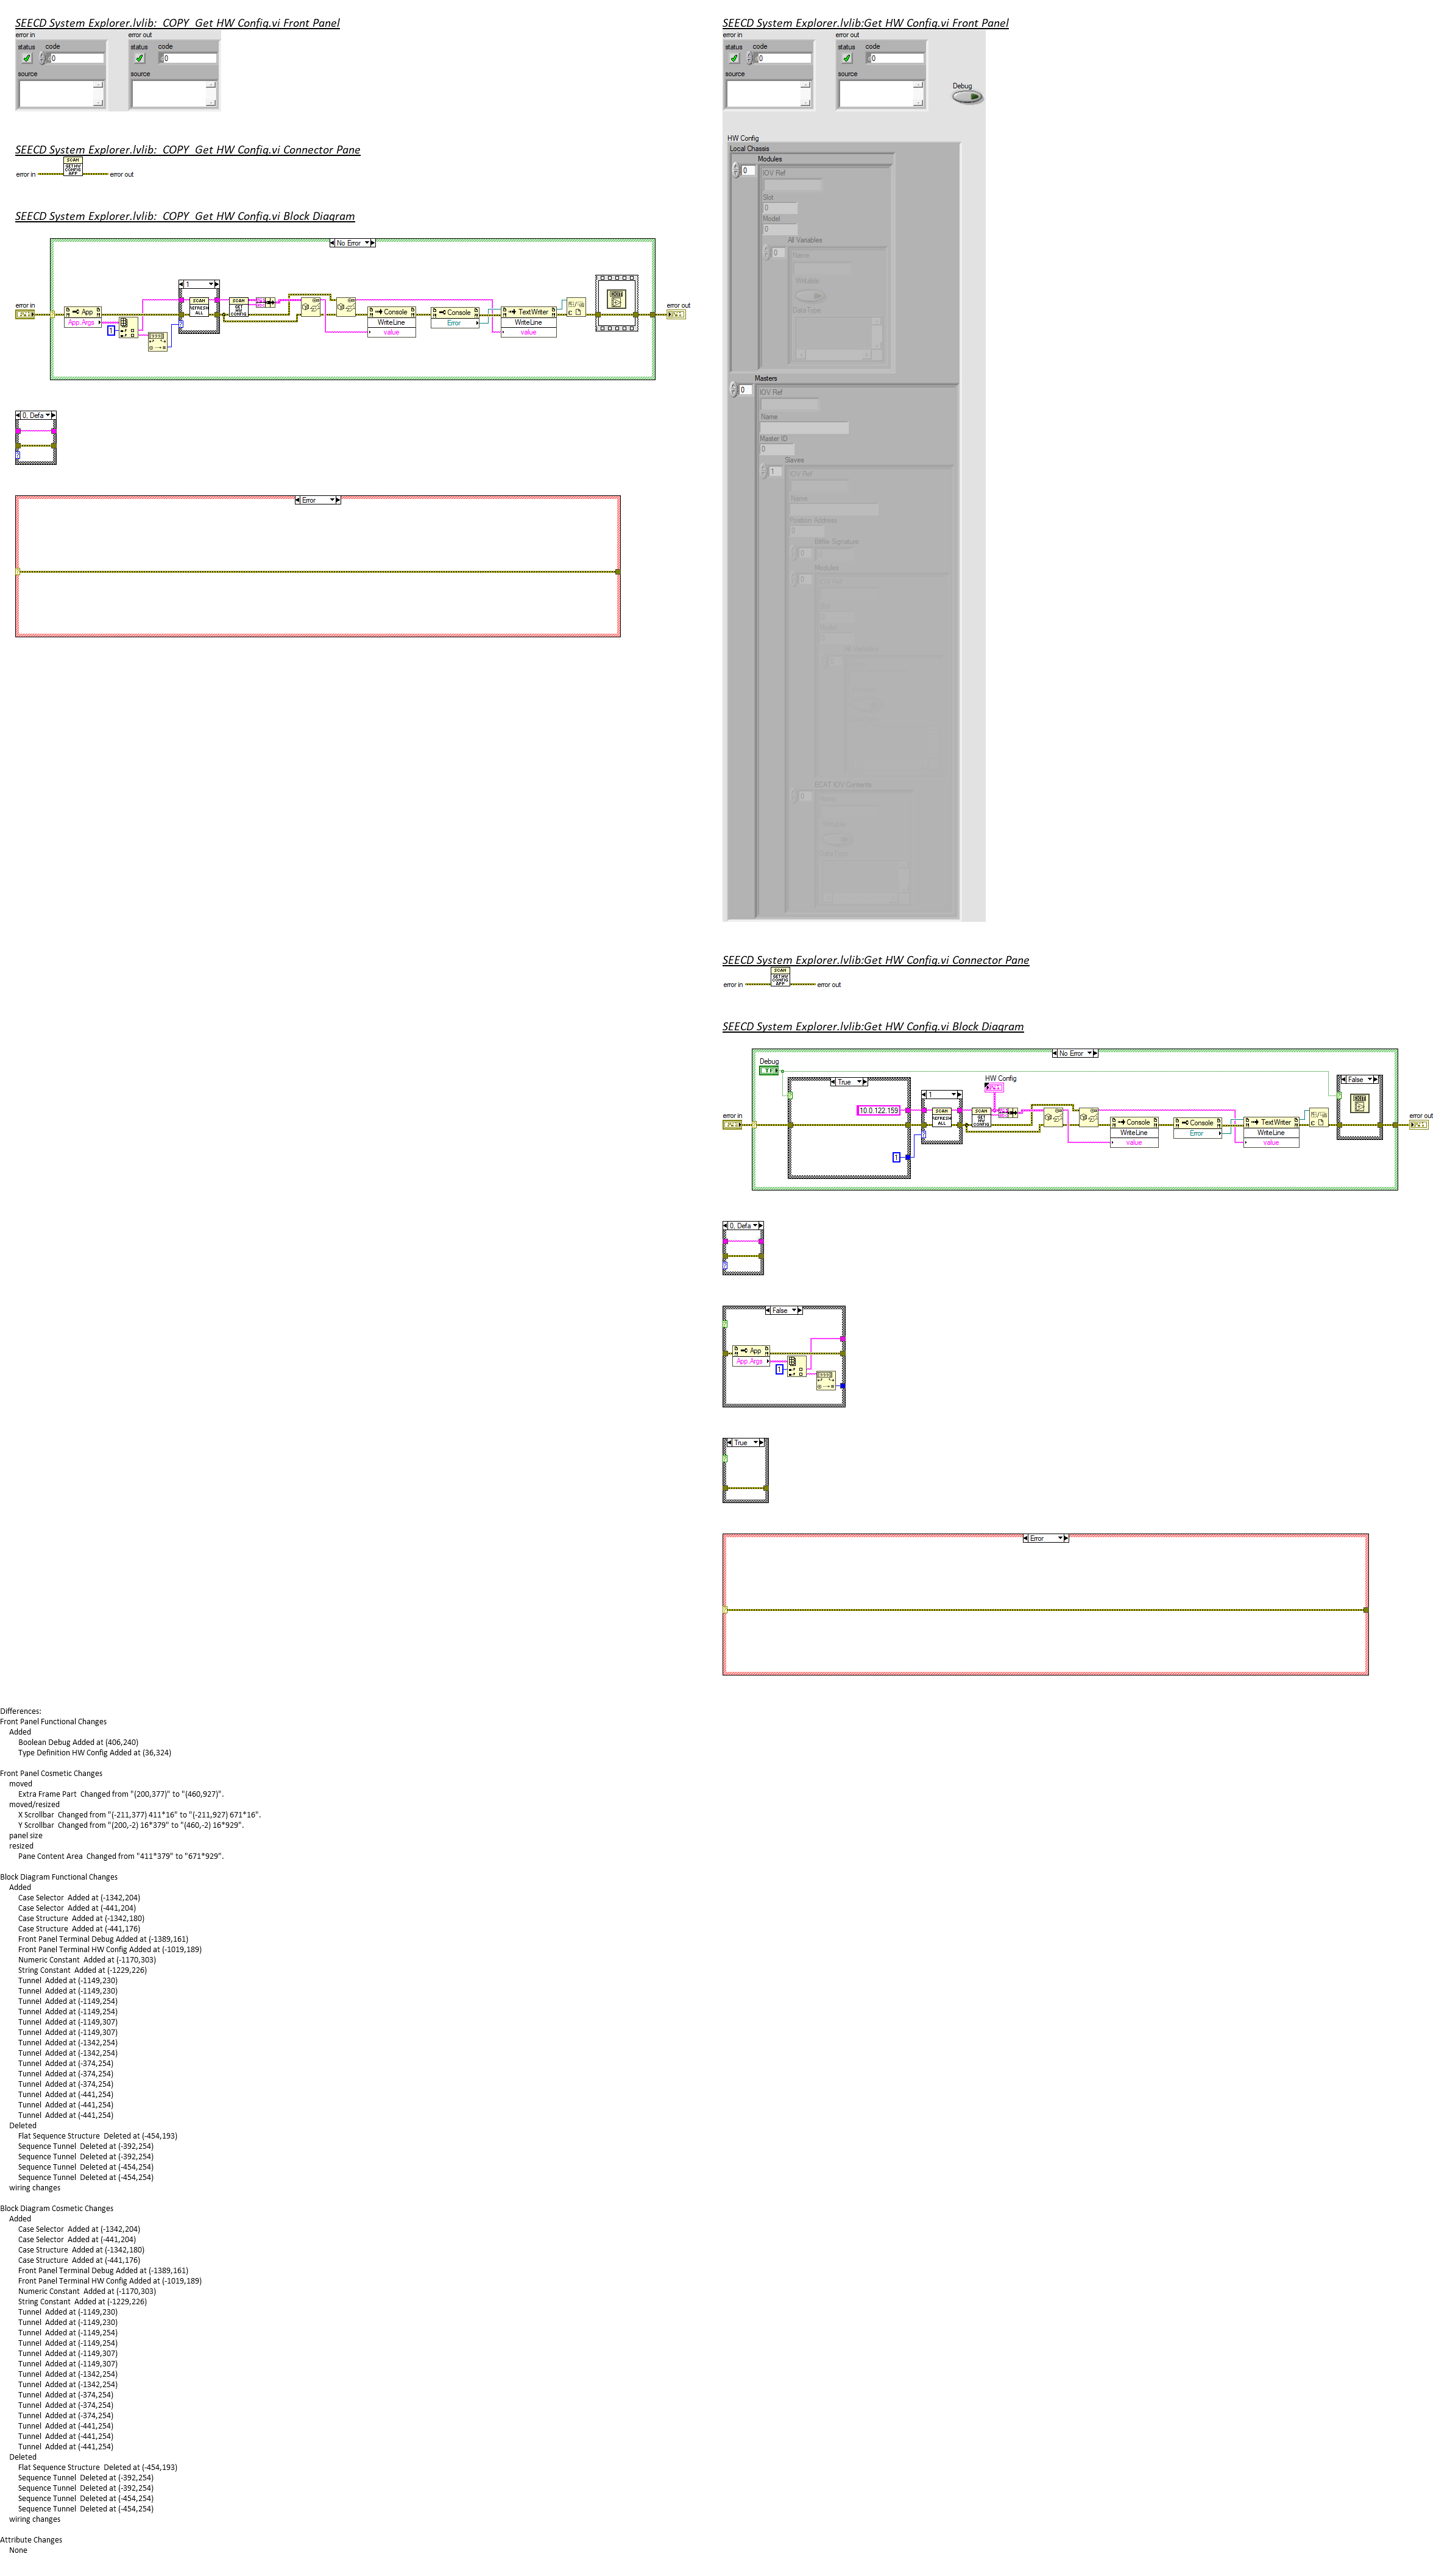 SEECD System Explorer.lvlib:_COPY_Get HW Config.vi Front Panel
error in
error out
status code
0
source
status code
0
source
SEECD System Explorer.lvlib:_COPY_Get HW Config.vi Connector Pane
SCAN
GET HW
CONFIG
APP
error in
error out
SEECD System Explorer.lvlib:_COPY_Get HW Config.vi Block Diagram
No Error
error in
App
App.Args
1
1
SCAN
REFRESH
ALL
SCAN
GET
CONFIG
Console
WriteLine
value
Console
Error
TextWriter
WriteLine
value
error out
0, Defa
Error
SEECD System Explorer.lvlib:Get HW Config.vi Front Panel
error in
error out
status code
0
source
status code
0
source
Debug
HW Config
Local Chassis
Modules
0
IOV Ref
Slot
0
Model
0
All Variables
0
Name
Writable
DataType
Masters
0
IOV Ref
Name
Master ID
0
Slaves
1
IOV Ref
Name
Position Address
0
Modules
0
ECAT IOV Contents
0
SEECD System Explorer.lvlib:Get HW Config.vi Connector Pane
SCAN
GET HW
CONFIG
APP
error in
error out
SEECD System Explorer.lvlib:Get HW Config.vi Block Diagram
No Error
Debug
True
HW Config
False
1
10.0.122.159
SCAN
REFRESH
ALL
SCAN
GET
CONFIG
error in
Console
WriteLine
value
Console
Error
TextWriter
WriteLine
value
error out
1
0, Defa
False
App
App.Args
1
True
Error
Differences:
Front Panel Functional Changes
Added
Boolean Debug Added at (406,240)
Type Definition HW Config Added at (36,324)
Front Panel Cosmetic Changes
moved
Extra Frame Part  Changed from "(200,377)" to "(460,927)".
moved/resized
X Scrollbar  Changed from "(-211,377) 411*16" to "(-211,927) 671*16".
Y Scrollbar  Changed from "(200,-2) 16*379" to "(460,-2) 16*929".
panel size
resized
Pane Content Area  Changed from "411*379" to "671*929".
Block Diagram Functional Changes
Added
Case Selector  Added at (-1342,204)
Case Selector  Added at (-441,204)
Case Structure  Added at (-1342,180)
Case Structure  Added at (-441,176)
Front Panel Terminal Debug Added at (-1389,161)
Front Panel Terminal HW Config Added at (-1019,189)
Numeric Constant  Added at (-1170,303)
String Constant  Added at (-1229,226)
Tunnel  Added at (-1149,230)
Tunnel  Added at (-1149,230)
Tunnel  Added at (-1149,254)
Tunnel  Added at (-1149,254)
Tunnel  Added at (-1149,307)
Tunnel  Added at (-1149,307)
Tunnel  Added at (-1342,254)
Tunnel  Added at (-1342,254)
Tunnel  Added at (-374,254)
Tunnel  Added at (-374,254)
Tunnel  Added at (-374,254)
Tunnel  Added at (-441,254)
Tunnel  Added at (-441,254)
Tunnel  Added at (-441,254)
Deleted
Flat Sequence Structure  Deleted at (-454,193)
Sequence Tunnel  Deleted at (-392,254)
Sequence Tunnel  Deleted at (-392,254)
Sequence Tunnel  Deleted at (-454,254)
Sequence Tunnel  Deleted at (-454,254)
wiring changes
Block Diagram Cosmetic Changes
Added
Case Selector  Added at (-1342,204)
Case Selector  Added at (-441,204)
Case Structure  Added at (-1342,180)
Case Structure  Added at (-441,176)
Front Panel Terminal Debug Added at (-1389,161)
Front Panel Terminal HW Config Added at (-1019,189)
Numeric Constant  Added at (-1170,303)
String Constant  Added at (-1229,226)
Tunnel  Added at (-1149,230)
Tunnel  Added at (-1149,230)
Tunnel  Added at (-1149,254)
Tunnel  Added at (-1149,254)
Tunnel  Added at (-1149,307)
Tunnel  Added at (-1149,307)
Tunnel  Added at (-1342,254)
Tunnel  Added at (-1342,254)
Tunnel  Added at (-374,254)
Tunnel  Added at (-374,254)
Tunnel  Added at (-374,254)
Tunnel  Added at (-441,254)
Tunnel  Added at (-441,254)
Tunnel  Added at (-441,254)
Deleted
Flat Sequence Structure  Deleted at (-454,193)
Sequence Tunnel  Deleted at (-392,254)
Sequence Tunnel  Deleted at (-392,254)
Sequence Tunnel  Deleted at (-454,254)
Sequence Tunnel  Deleted at (-454,254)
wiring changes
Attribute Changes
None